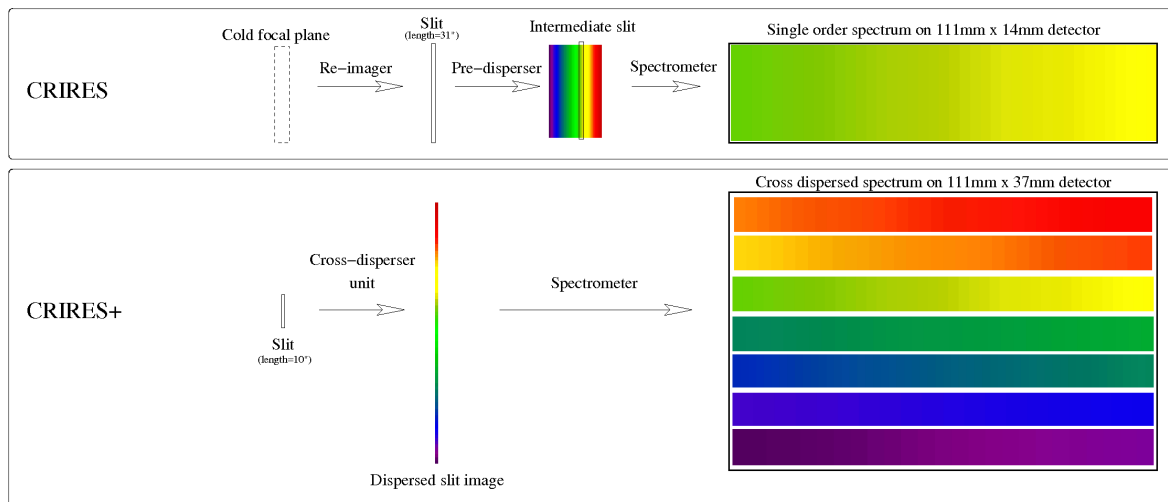 CRIRES
Cold focal plane
Re-imager
Slit
(length=31")
Pre-disperser
Intermediate slit
Spectrometer
Single order spectrum on 111mm x 14mm detector
CRIRES+
Slit
(length=10")
Cross-disperser
unit
Dispersed slit image
Spectrometer
Cross dispersed spectrum on 111mm x 37mm detector